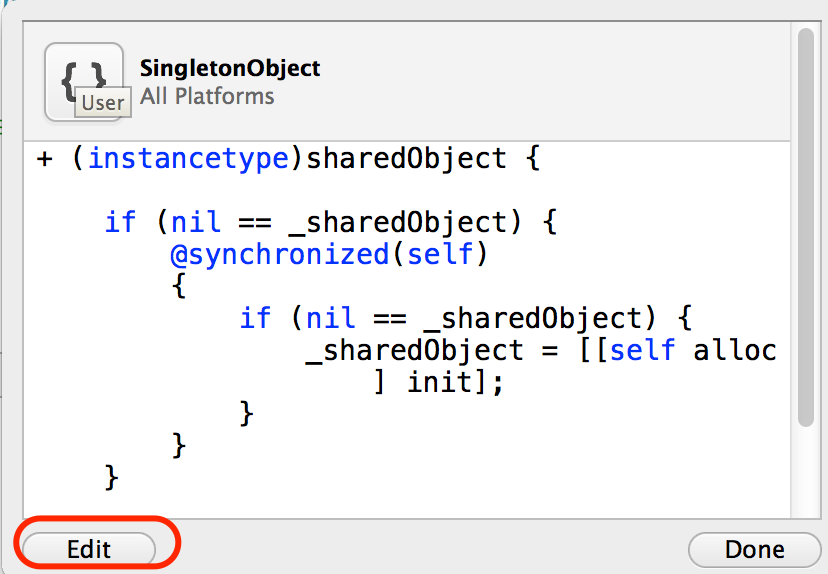 SingletonObject
All Platforms
User
+ (instancetype)sharedObject {
if (nil == _sharedObject) {
@synchronized(self)
{
if (nil == _sharedObject) {
_sharedObject = [[self alloc
] init];
}
}
}
Edit
Done